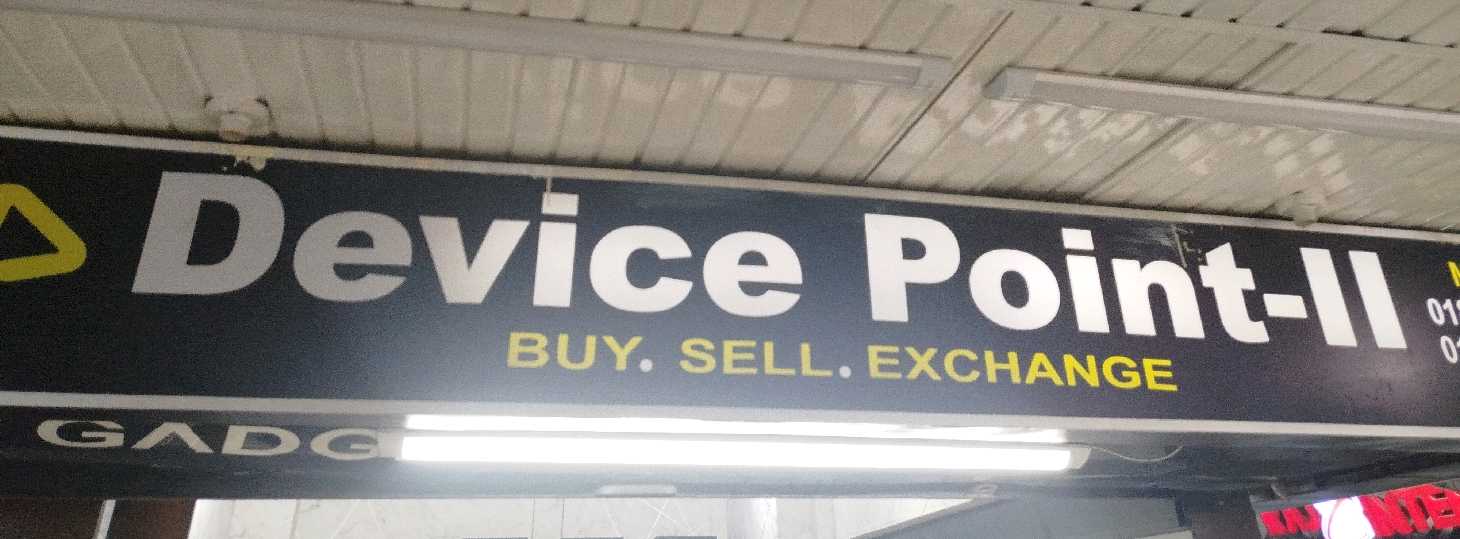 Device Point-II
BUY. SELL. EXCHANGE